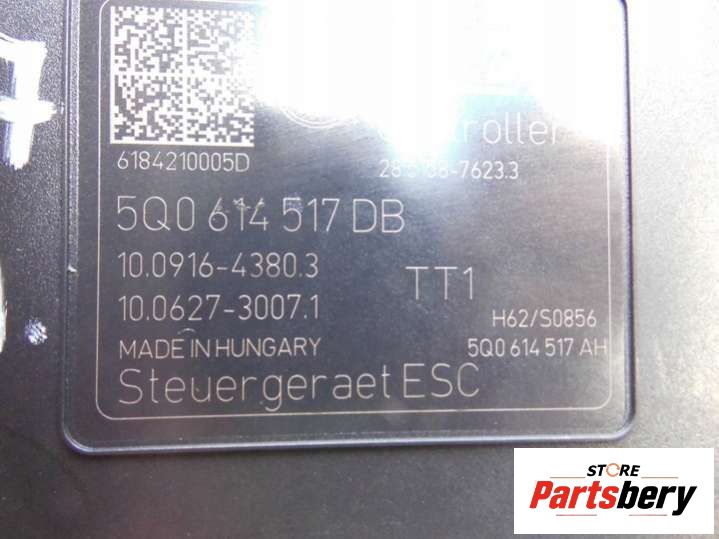 7
6184210005D
5Q0 614 517 DB
10.0916-4380.3
10.0627-3007.1
TT1
H62/S0856
MADE IN HUNGARY
5Q0 614 517 AH
Steuergeraet ESC
STORE
Partsbery